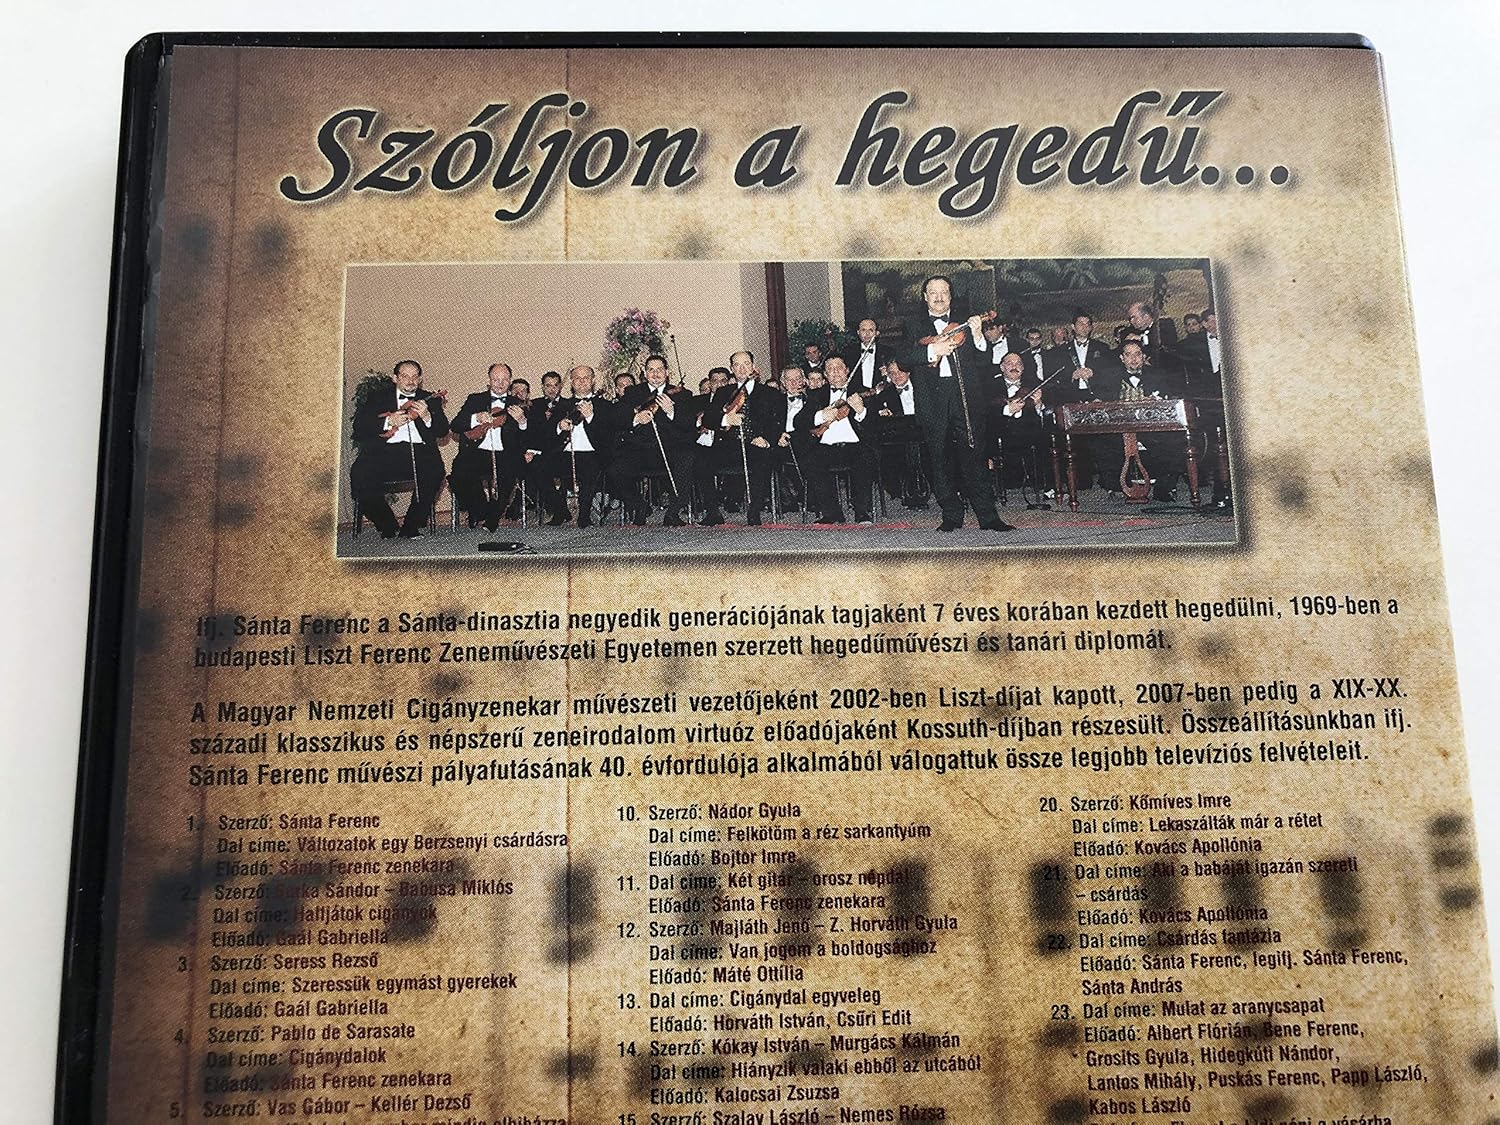 Szóljon a hegedű...
Ifj. Sánta Ferenc a Sánta-dinasztia negyedik generációjának tagjaként 7 éves korában kezdett hegedülni, 1969-ben a
budapesti Liszt Ferenc Zeneművészeti Egyetemen szerzett hegedűművészi és tanári diplomát.
A Magyar Nemzeti Cigányzenekar művészeti vezetőjeként 2002-ben Liszt-díjat kapott, 2007-ben pedig a XIX-XX.
századi klasszikus és népszerű zeneirodalom virtuóz előadójaként Kossuth-díjban részesült. Összeállításunkban ifj.
Sánta Ferenc művészi pályafutásának 40. évfordulója alkalmából válogattuk össze legjobb televíziós felvételeit.
1. Szerző: Sánta Ferenc
Dal címe: Változatok egy Berzsenyi csárdásra
Előadó: Sánta Ferenc zenekara
2. Szerző: Burka Sándor – Babusa Miklós
Dal címe: Halljátok cigányok
Előadó: Gaál Gabriella
3. Szerző: Seress Rezső
Dal címe: Szeressük egymást gyerekek
Előadó: Gaál Gabriella
4. Szerző: Pablo de Sarasate
Dal címe: Cigánydalok
Előadó: Sánta Ferenc zenekara
5. Szerző: Vas Gábor – Kellér Dezső
10. Szerző: Nádor Gyula
Dal címe: Felkötöm a réz sarkantyúm
Előadó: Bojtor Imre
11. Dal címe: Két gitár – orosz népdal
Előadó: Sánta Ferenc zenekara
12. Szerző: Majláth Jenő – Z. Horváth Gyula
Dal címe: Van jogom a boldogsághoz
Előadó: Máté Ottília
13. Dal címe: Cigánydal egyveleg
Előadó: Horváth István, Csűri Edit
14. Szerző: Kókay István – Murgács Kálmán
Dal címe: Hiányzik valaki ebből az utcából
Előadó: Kalocsai Zsuzsa
15. Szerző: Szalay László – Nemes Rózsa
20. Szerző: Kőmíves Imre
Dal címe: Lekaszálták már a rétet
Előadó: Kovács Apollónia
21. Dal címe: Aki a babáját igazán szereti
– csárdás
Előadó: Kovács Apollónia
22. Dal címe: Csárdás fantázia
Előadó: Sánta Ferenc, legifj. Sánta Ferenc,
Sánta András
23. Dal címe: Mulat az aranycsapat
Előadó: Albert Flórián, Bene Ferenc,
Grosits Gyula, Hidegkúti Nándor,
Lantos Mihály, Puskás Ferenc, Papp László,
Kabos László